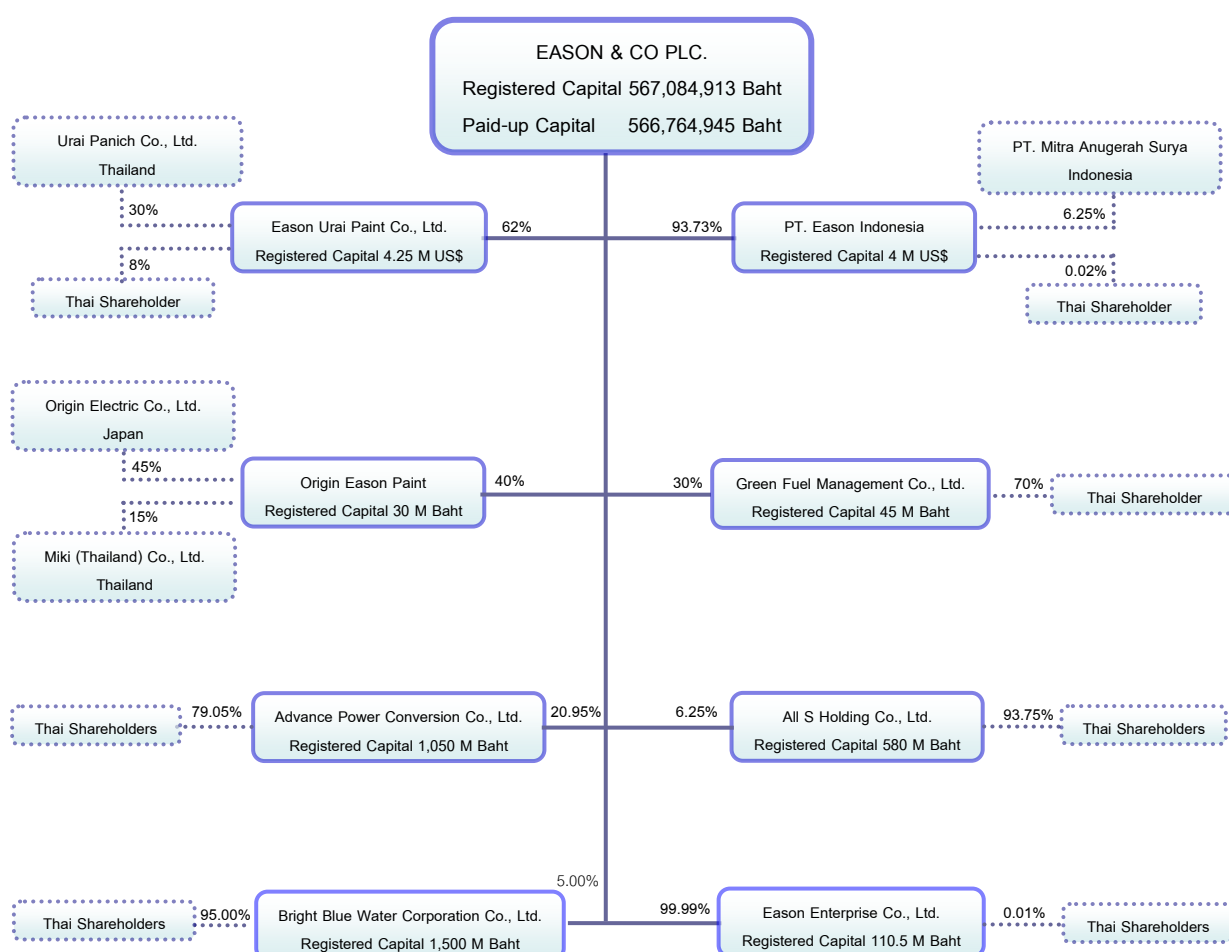 EASON & CO PLC.
Registered Capital 567,084,913 Baht
Paid-up Capital 566,764,945 Baht
Urai Panich Co., Ltd.
Thailand
30%
8%
Thai Shareholder
Eason Urai Paint Co., Ltd.
Registered Capital 4.25 M US$
62%
93.73%
PT. Eason Indonesia
Registered Capital 4 M US$
PT. Mitra Anugerah Surya
Indonesia
6.25%
0.02%
Thai Shareholder
Origin Electric Co., Ltd.
Japan
45%
15%
Miki (Thailand) Co., Ltd.
Thailand
Origin Eason Paint
Registered Capital 30 M Baht
40%
30%
Green Fuel Management Co., Ltd.
Registered Capital 45 M Baht
70%
Thai Shareholder
Thai Shareholders
79.05%
Advance Power Conversion Co., Ltd.
Registered Capital 1,050 M Baht
20.95%
6.25%
All S Holding Co., Ltd.
Registered Capital 580 M Baht
93.75%
Thai Shareholders
Thai Shareholders
95.00%
Bright Blue Water Corporation Co., Ltd.
Registered Capital 1,500 M Baht
5.00%
99.99%
Eason Enterprise Co., Ltd.
Registered Capital 110.5 M Baht
0.01%
Thai Shareholders